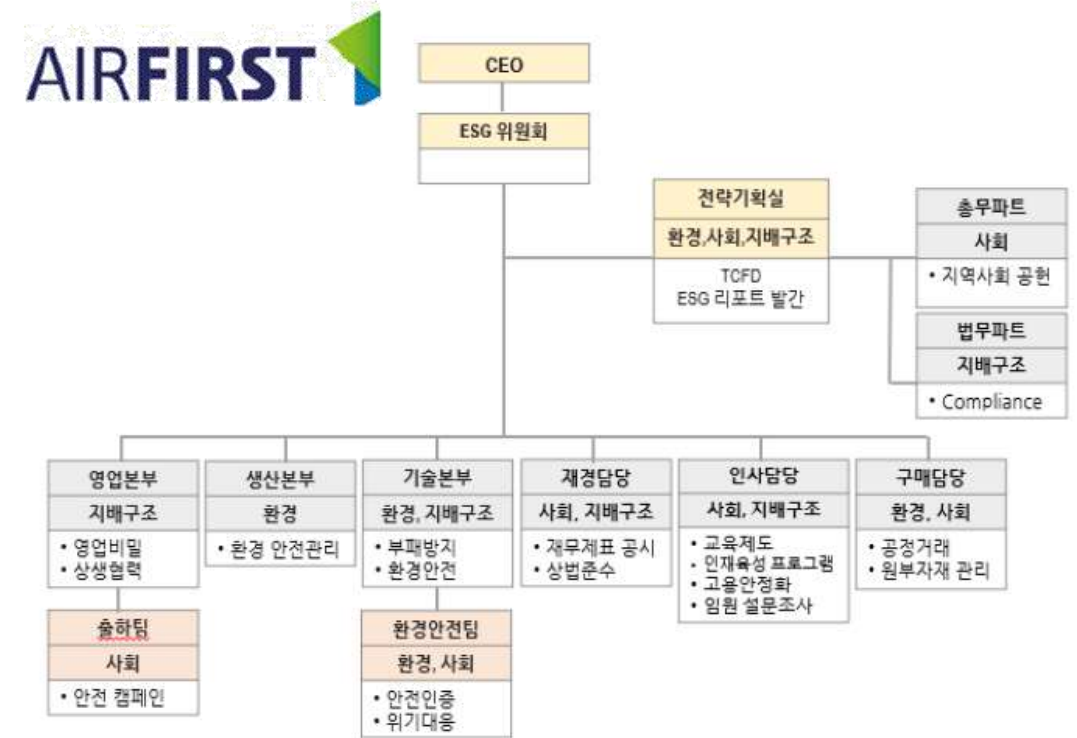 AIRFIRST
CEO
ESG 위원회
전략기획실
환경,사회,지배구조
TCFD
ESG 리포트 발간
총무파트
사회
• 지역사회 공헌
법무파트
지배구조
• Compliance
영업본부
지배구조
• 영업비밀
• 상생협력
생산본부
환경
• 환경 안전관리
기술본부
환경, 지배구조
• 부패방지
• 환경안전
재경담당
사회, 지배구조
• 재무제표 공시
• 상법준수
인사담당
사회, 지배구조
• 교육제도
• 인재육성 프로그램
• 고용안정화
• 임원 설문조사
구매담당
환경, 사회
• 공정거래
• 원부자재 관리
출하팀
사회
• 안전 캠페인
환경안전팀
환경, 사회
• 안전인증
• 위기대응